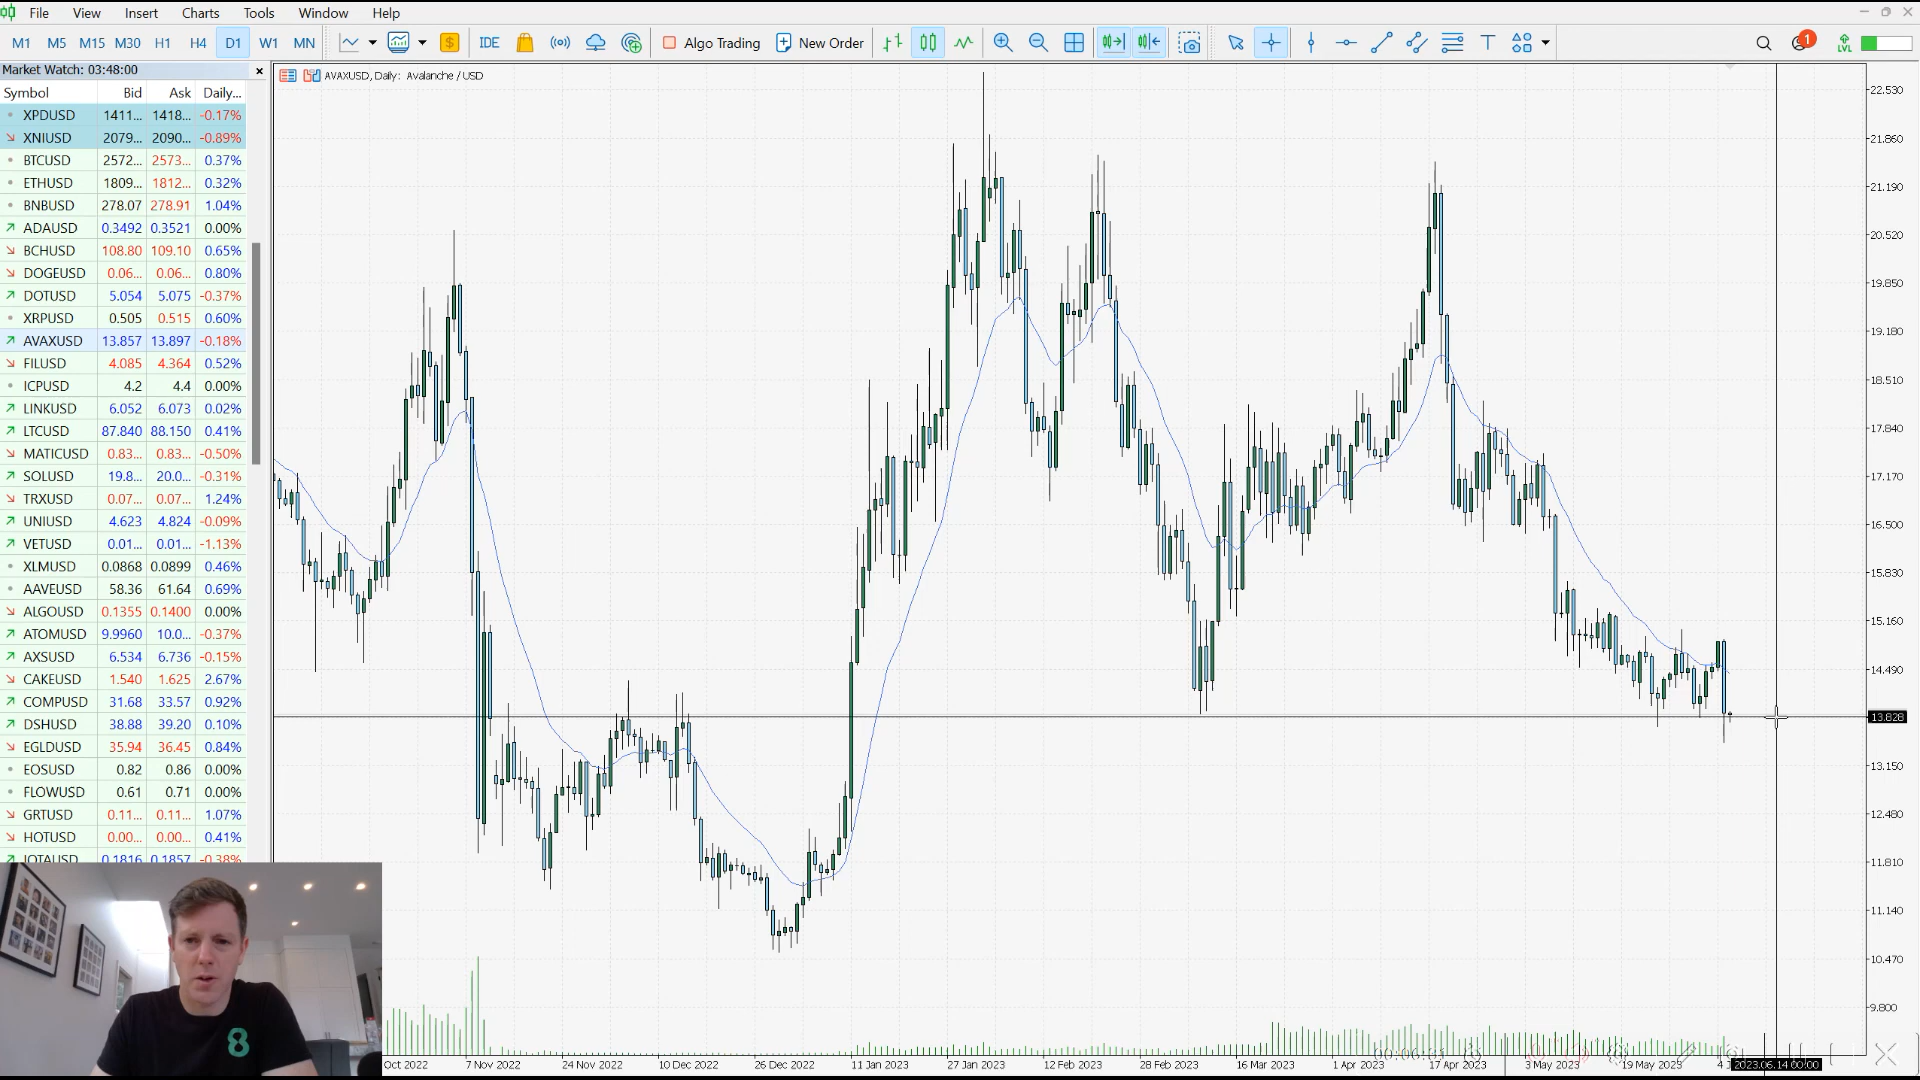 File View Insert Charts Tools Window Help
M1 M5 M15 M30 H1 H4 D1 W1 MN IDE Algo Trading New Order 1 LVL
Market Watch: 03:48:00
Symbol Bid Ask Daily...
XPDUSD 1411... 1418... -0.17%
XNIUSD 2079... 2090... -0.89%
BTCUSD 2572... 2573... 0.37%
ETHUSD 1809... 1812... 0.32%
BNBUSD 278.07 278.91 1.04%
ADAUSD 0.3492 0.3521 0.00%
BCHUSD 108.80 109.10 0.65%
DOGEUSD 0.06... 0.06... 0.80%
DOTUSD 5.054 5.075 -0.37%
XRPUSD 0.505 0.515 0.60%
AVAXUSD 13.857 13.897 -0.18%
FILUSD 4.085 4.364 0.52%
ICPUSD 4.2 4.4 0.00%
LINKUSD 6.052 6.073 0.02%
LTCUSD 87.840 88.150 0.41%
MATICUSD 0.83... 0.83... -0.50%
SOLUSD 19.8... 20.0... -0.31%
TRXUSD 0.07... 0.07... 1.24%
UNIUSD 4.623 4.824 -0.09%
VETUSD 0.01... 0.01... -1.13%
XLMUSD 0.0868 0.0899 0.46%
AAVEUSD 58.36 61.64 0.69%
ALGOUSD 0.1355 0.1400 0.00%
ATOMUSD 9.9960 10.0... -0.37%
AXSUSD 6.534 6.736 -0.15%
CAKEUSD 1.540 1.625 2.67%
COMPUSD 31.68 33.57 0.92%
DSHUSD 38.88 39.20 0.10%
EGLDUSD 35.94 36.45 0.84%
EOSUSD 0.82 0.86 0.00%
FLOWUSD 0.61 0.71 0.00%
GRTUSD 0.11... 0.11... 1.07%
HOTUSD 0.00... 0.00... 0.41%
IOTAUSD 0.1816 0.1857 -0.38%
8
AVAXUSD, Daily: Avalanche / USD
22.530
21.860
21.190
20.520
19.850
19.180
18.510
17.840
17.170
16.500
15.830
15.160
14.490
13.828
13.150
12.480
11.810
11.140
10.470
9.800
Oct 2022 7 Nov 2022 24 Nov 2022 10 Dec 2022 26 Dec 2022 11 Jan 2023 27 Jan 2023 12 Feb 2023 28 Feb 2023 16 Mar 2023 1 Apr 2023 17 Apr 2023 3 May 2023 19 May 2023 4 2023.06.14 00:00